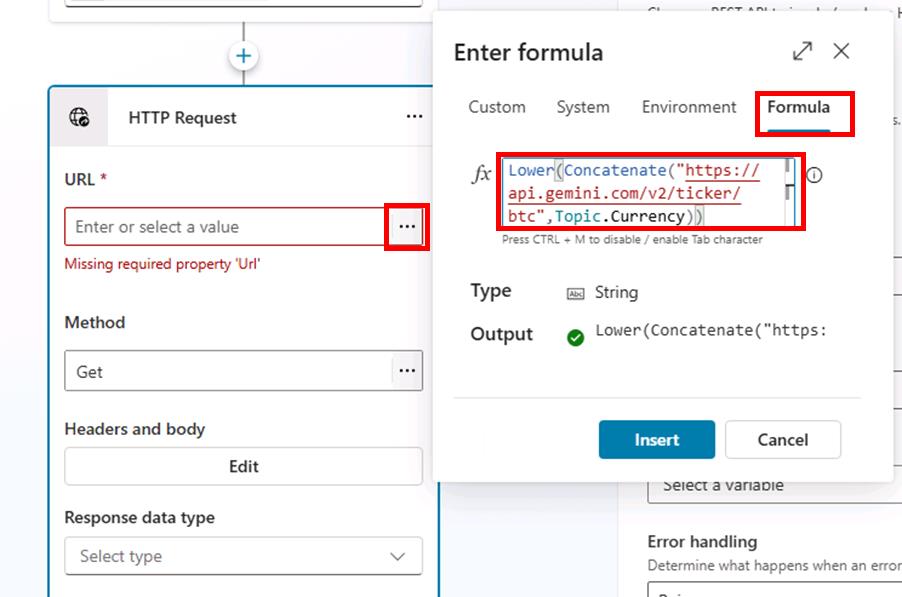 HTTP Request
URL *
Enter or select a value
Missing required property 'Url'
Method
Get
Headers and body
Edit
Response data type
Select type
Enter formula
Custom
System
Environment
Formula
fx
Lower(Concatenate("https://
api.gemini.com/v2/ticker/
btc",Topic.Currency))
Press CTRL + M to disable / enable Tab character
Type
Abc
String
Output
Lower(Concatenate("https:
Insert
Cancel
Select a variable
Error handling
Determine what happens when an error